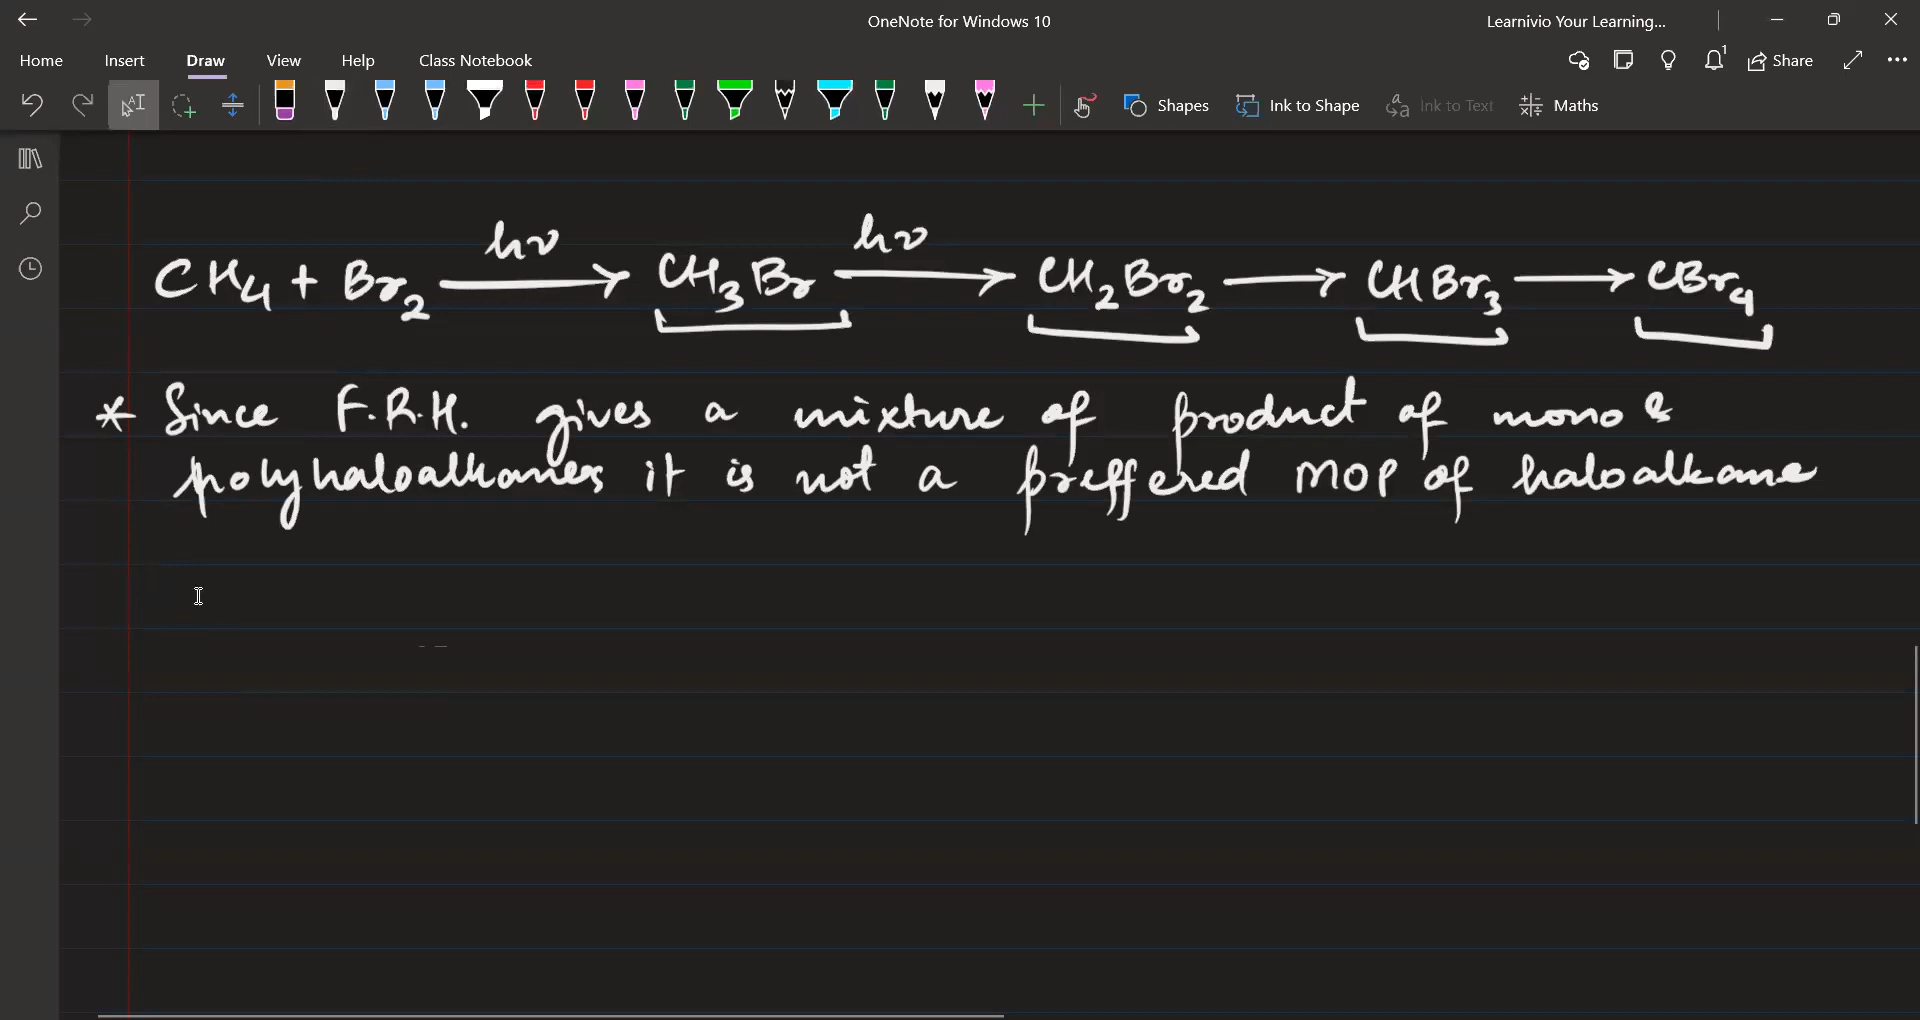 OneNote for Windows 10
Learnivio Your Learning...
Home Insert Draw View Help Class Notebook
1
Share
Shapes Ink to Shape Ink to Text Maths
CH₄ + Br₂ —hν→ CH₃Br —hν→ CH₂Br₂ → CHBr₃ → CBr₄
* Since F.R.H. gives a mixture of product of mono &
polyhaloalkanes it is not a preffered MOP of haloalkane